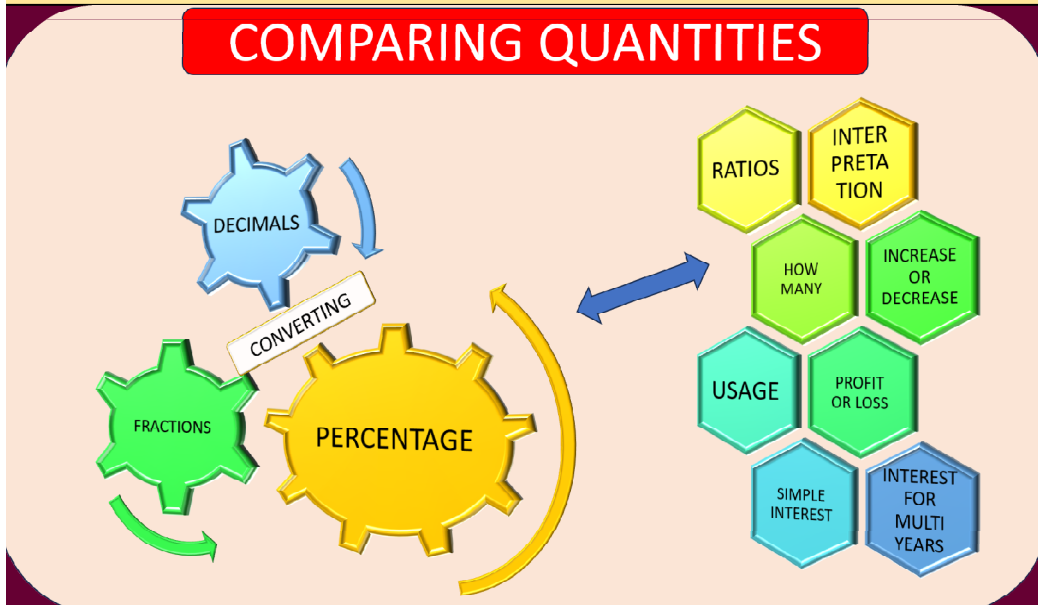 COMPARING QUANTITIES
DECIMALS
CONVERTING
FRACTIONS
PERCENTAGE
RATIOS
INTER
PRETA
TION
HOW
MANY
INCREASE
OR
DECREASE
USAGE
PROFIT
OR LOSS
SIMPLE
INTEREST
INTEREST
FOR
MULTI
YEARS